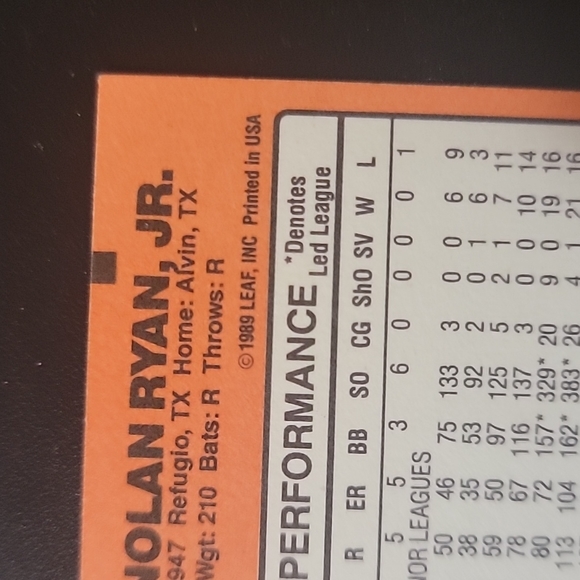 NOLAN RYAN, JR.
947 Refugio, TX Home: Alvin, TX
Wgt: 210 Bats: R Throws: R
©1989 LEAF, INC Printed in USA
PERFORMANCE *Denotes
Led League
R ER BB SO CG ShO SV W L
5 5 3 6 0 0 0 0 1
JOR LEAGUES
50 46 75 133 3 0 0 6 9
38 35 53 92 2 0 1 6 3
59 50 97 125 5 2 1 7 11
78 67 116 137 3 0 0 10 14
80 72 157* 329* 20 9 0 19 16
113 104 162* 383* 26 4 1 21 16